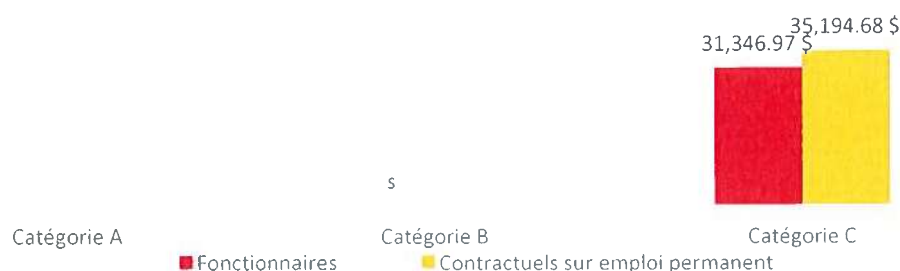 35,194.68 $
31,346.97 $
s
Catégorie A Catégorie B Catégorie C
Fonctionnaires Contractuels sur emploi permanent